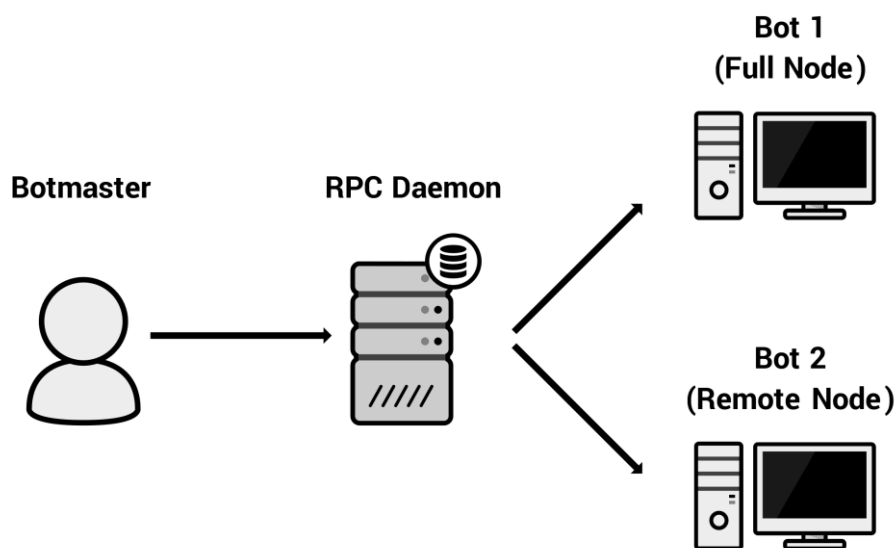 Botmaster
RPC Daemon
Bot 1
(Full Node)
Bot 2
(Remote Node)